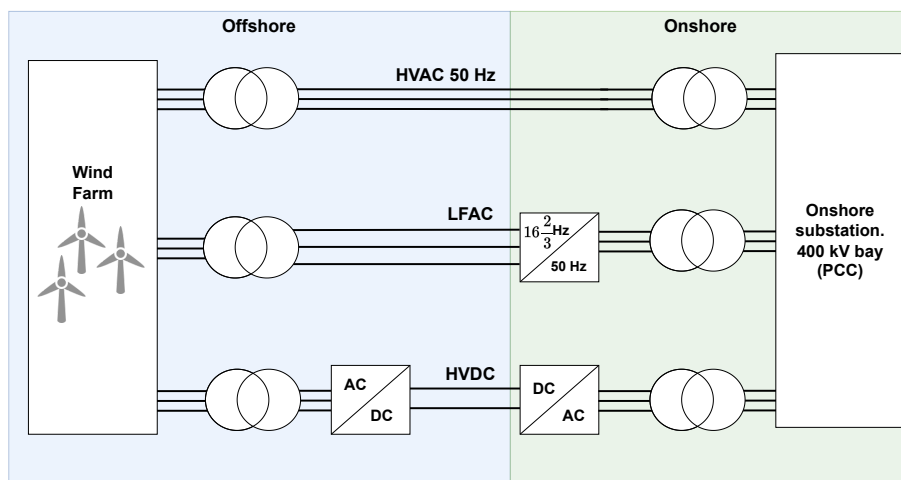 Offshore
Onshore
HVAC 50 Hz
Wind
Farm
LFAC
16 2/3 Hz
50 Hz
Onshore
substation.
400 kV bay
(PCC)
HVDC
AC
DC
DC
AC